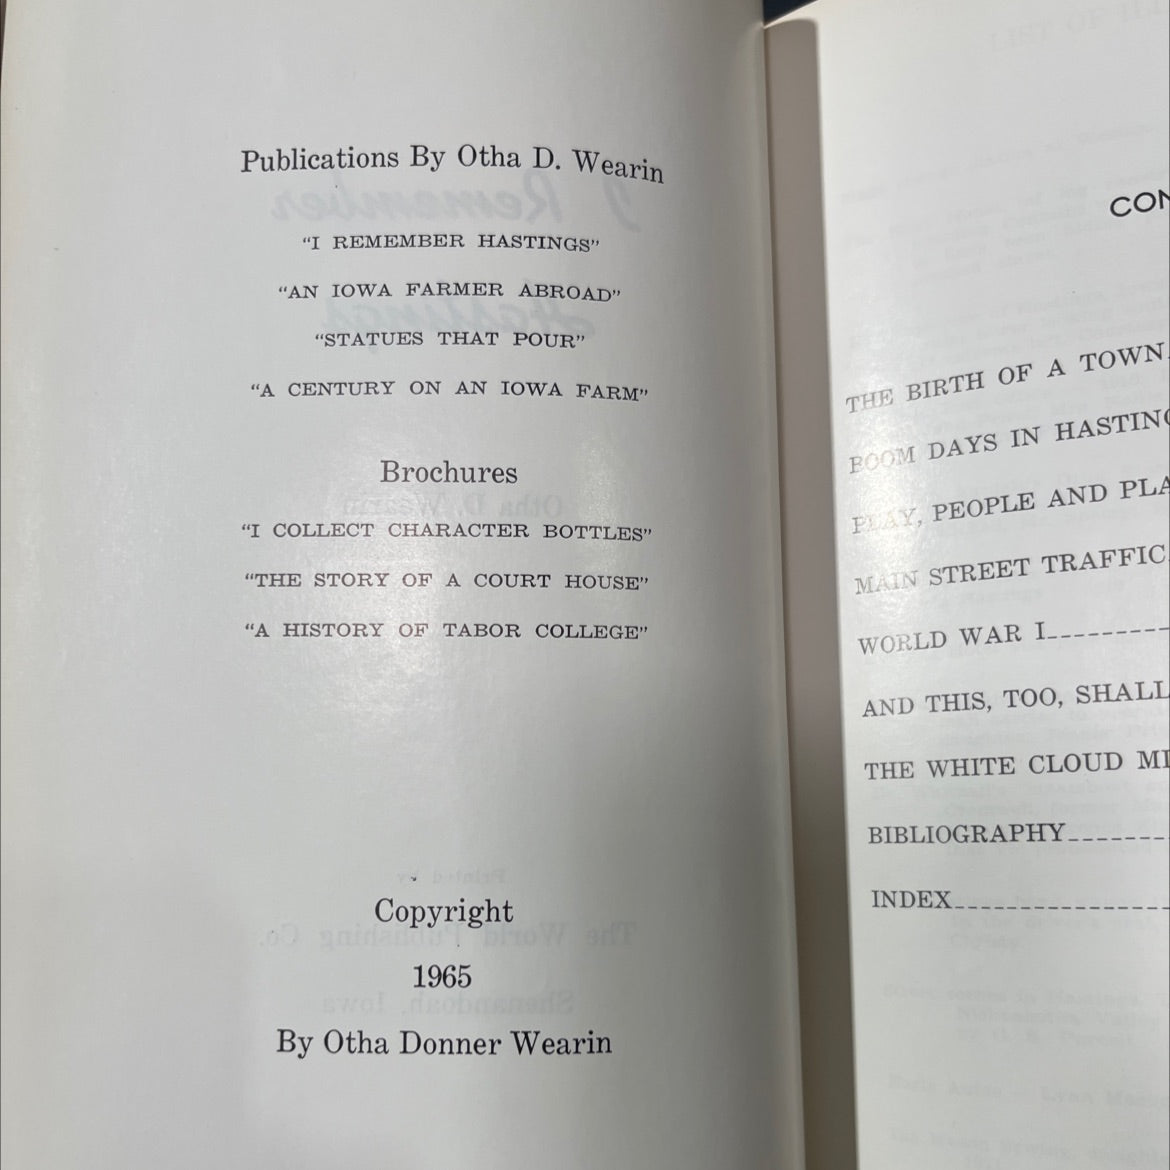 Publications By Otha D. Wearin
“I REMEMBER HASTINGS”
“AN IOWA FARMER ABROAD”
“STATUES THAT POUR”
“A CENTURY ON AN IOWA FARM”
Brochures
“I COLLECT CHARACTER BOTTLES”
“THE STORY OF A COURT HOUSE”
“A HISTORY OF TABOR COLLEGE”
Copyright
1965
By Otha Donner Wearin
CON
THE BIRTH OF A TOWN
BOOM DAYS IN HASTING
PLAY, PEOPLE AND PLA
MAIN STREET TRAFFIC
WORLD WAR I
AND THIS, TOO, SHALL
THE WHITE CLOUD MI
BIBLIOGRAPHY
INDEX